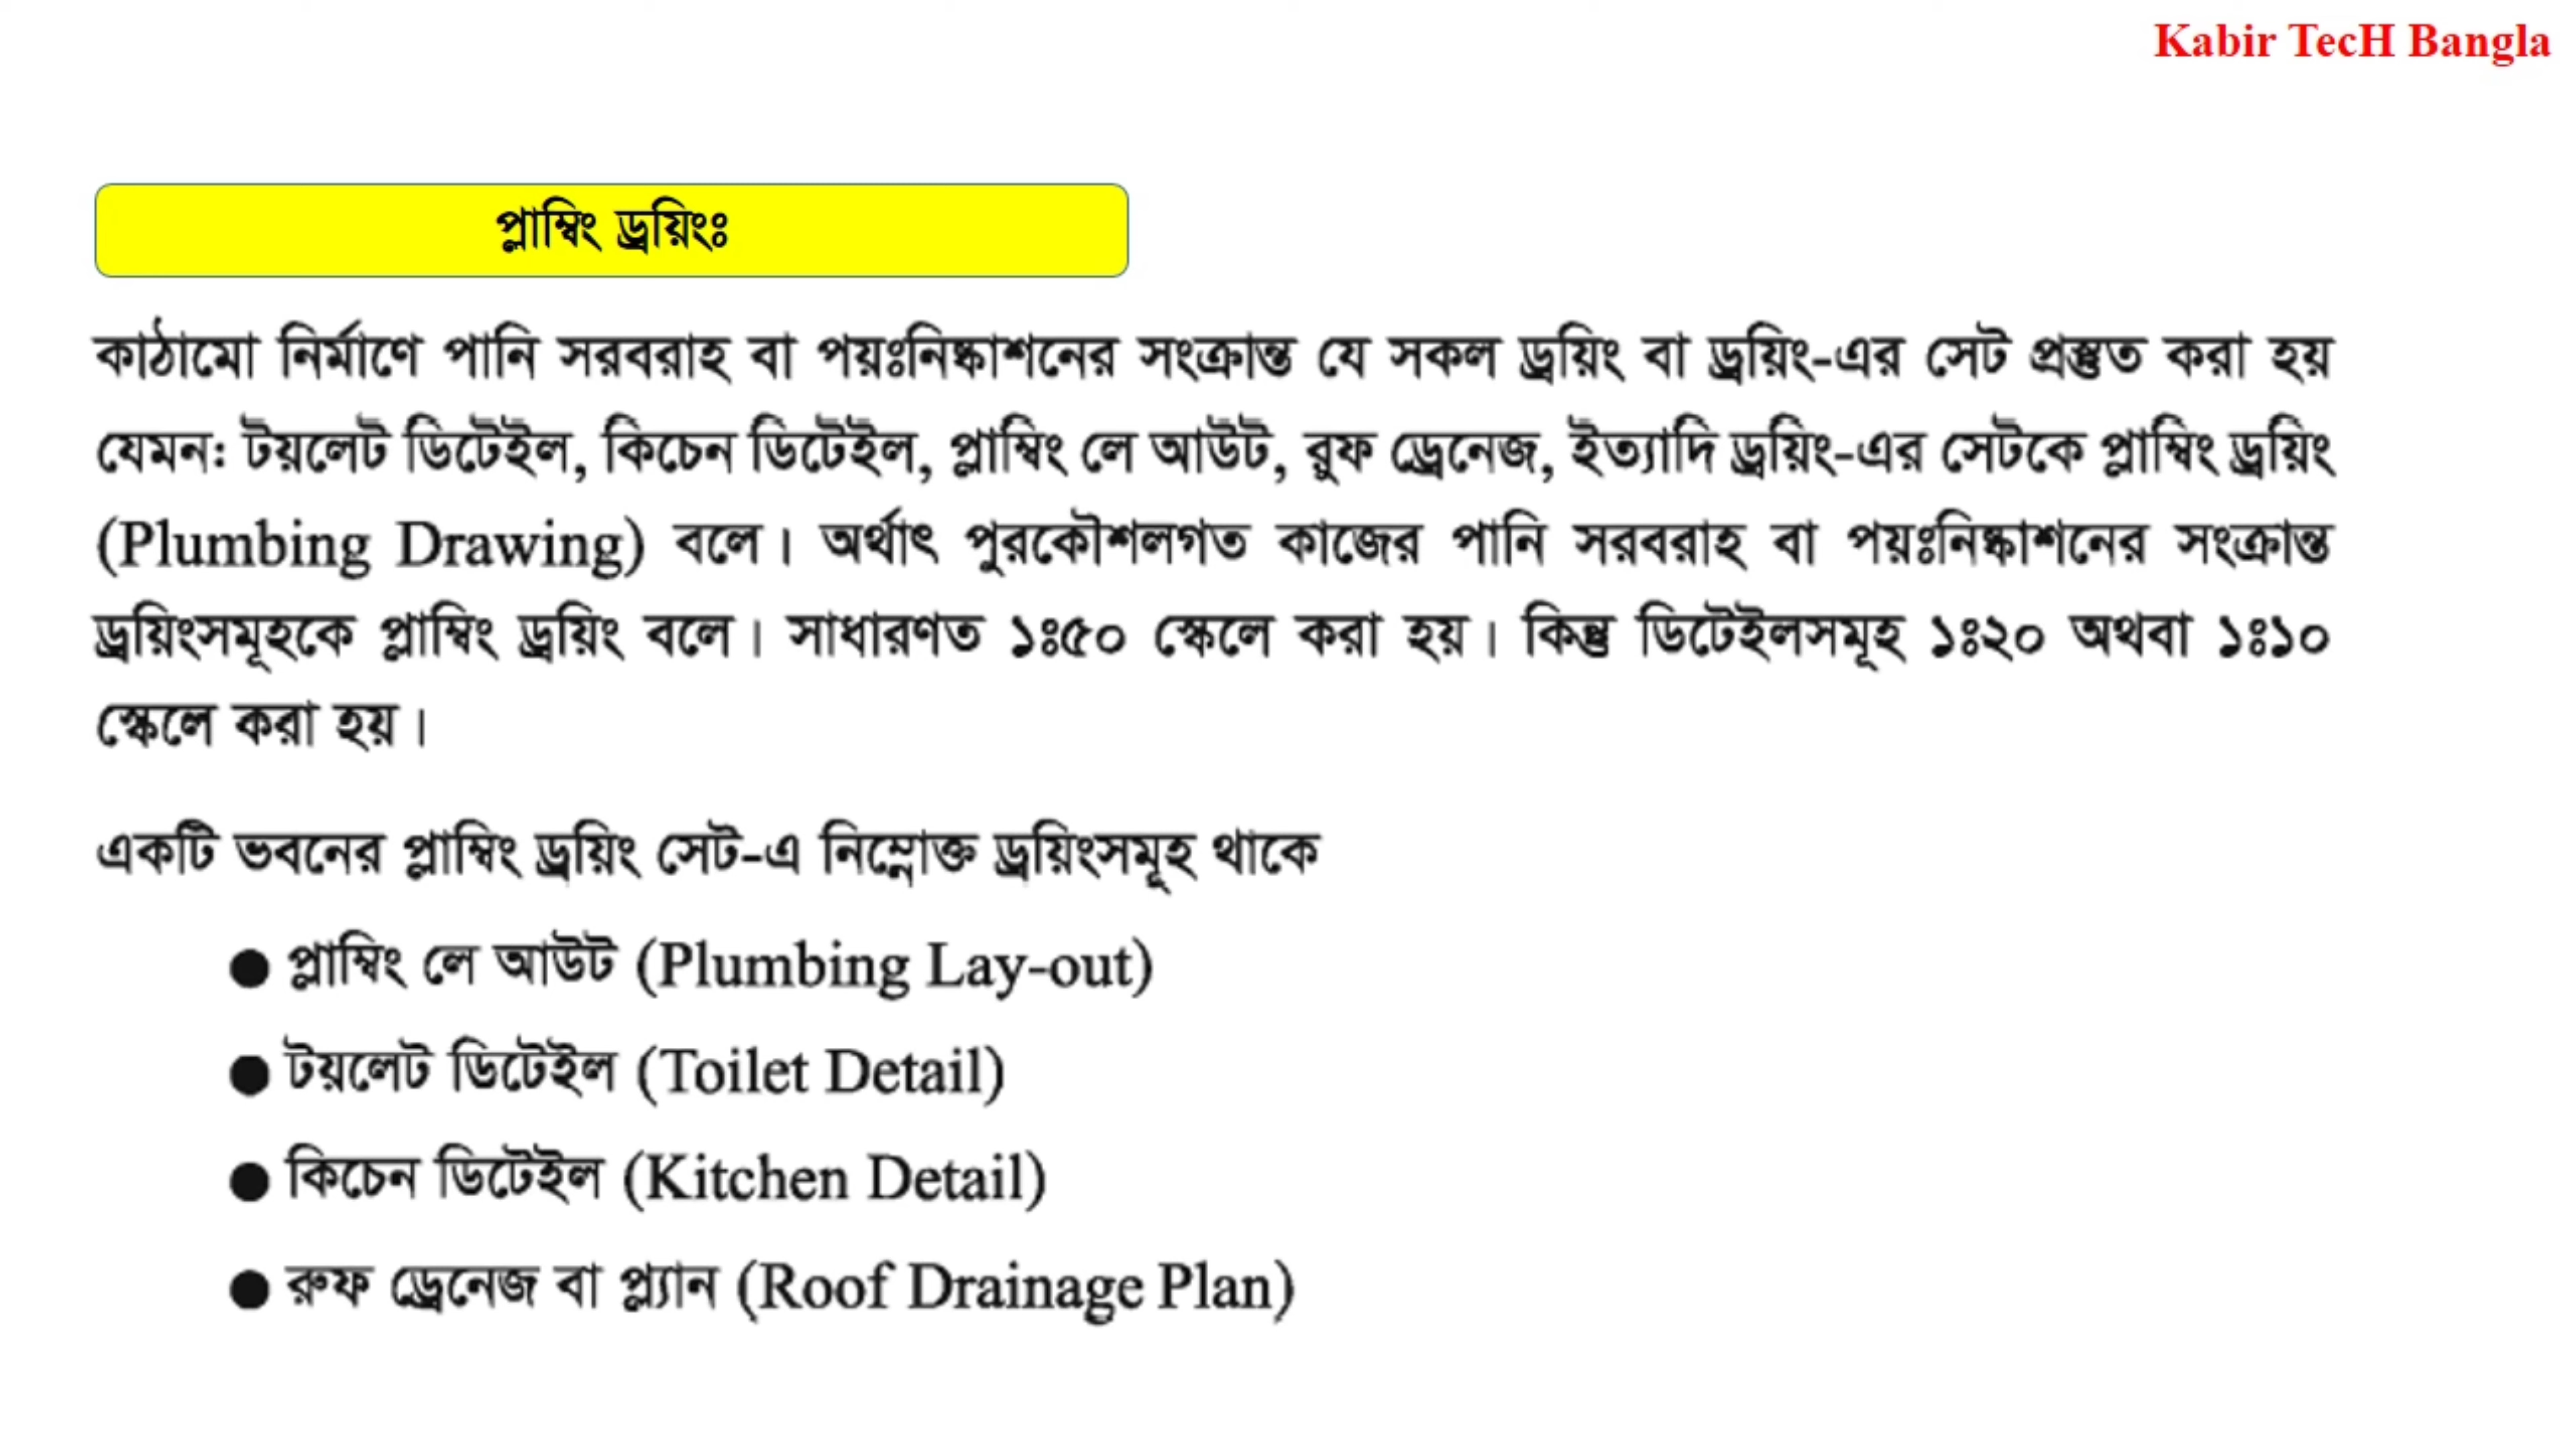 Kabir TecH Bangla
প্লাম্বিং ড্রয়িংঃ
কাঠামো নির্মাণে পানি সরবরাহ বা পয়ঃনিষ্কাশনের সংক্রান্ত যে সকল ড্রয়িং বা ড্রয়িং-এর সেট প্রস্তুত করা হয়
যেমনঃ টয়লেট ডিটেইল, কিচেন ডিটেইল, প্লাম্বিং লে আউট, রুফ ড্রেনেজ, ইত্যাদি ড্রয়িং-এর সেটকে প্লাম্বিং ড্রয়িং
(Plumbing Drawing) বলে। অর্থাৎ পুরকৌশলগত কাজের পানি সরবরাহ বা পয়ঃনিষ্কাশনের সংক্রান্ত
ড্রয়িংসমূহকে প্লাম্বিং ড্রয়িং বলে। সাধারণত ১ঃ৫০ স্কেলে করা হয়। কিন্তু ডিটেইলসমূহ ১ঃ২০ অথবা ১ঃ১০
স্কেলে করা হয়।
একটি ভবনের প্লাম্বিং ড্রয়িং সেট-এ নিম্নোক্ত ড্রয়িংসমূহ থাকে
● প্লাম্বিং লে আউট (Plumbing Lay-out)
● টয়লেট ডিটেইল (Toilet Detail)
● কিচেন ডিটেইল (Kitchen Detail)
● রুফ ড্রেনেজ বা প্ল্যান (Roof Drainage Plan)